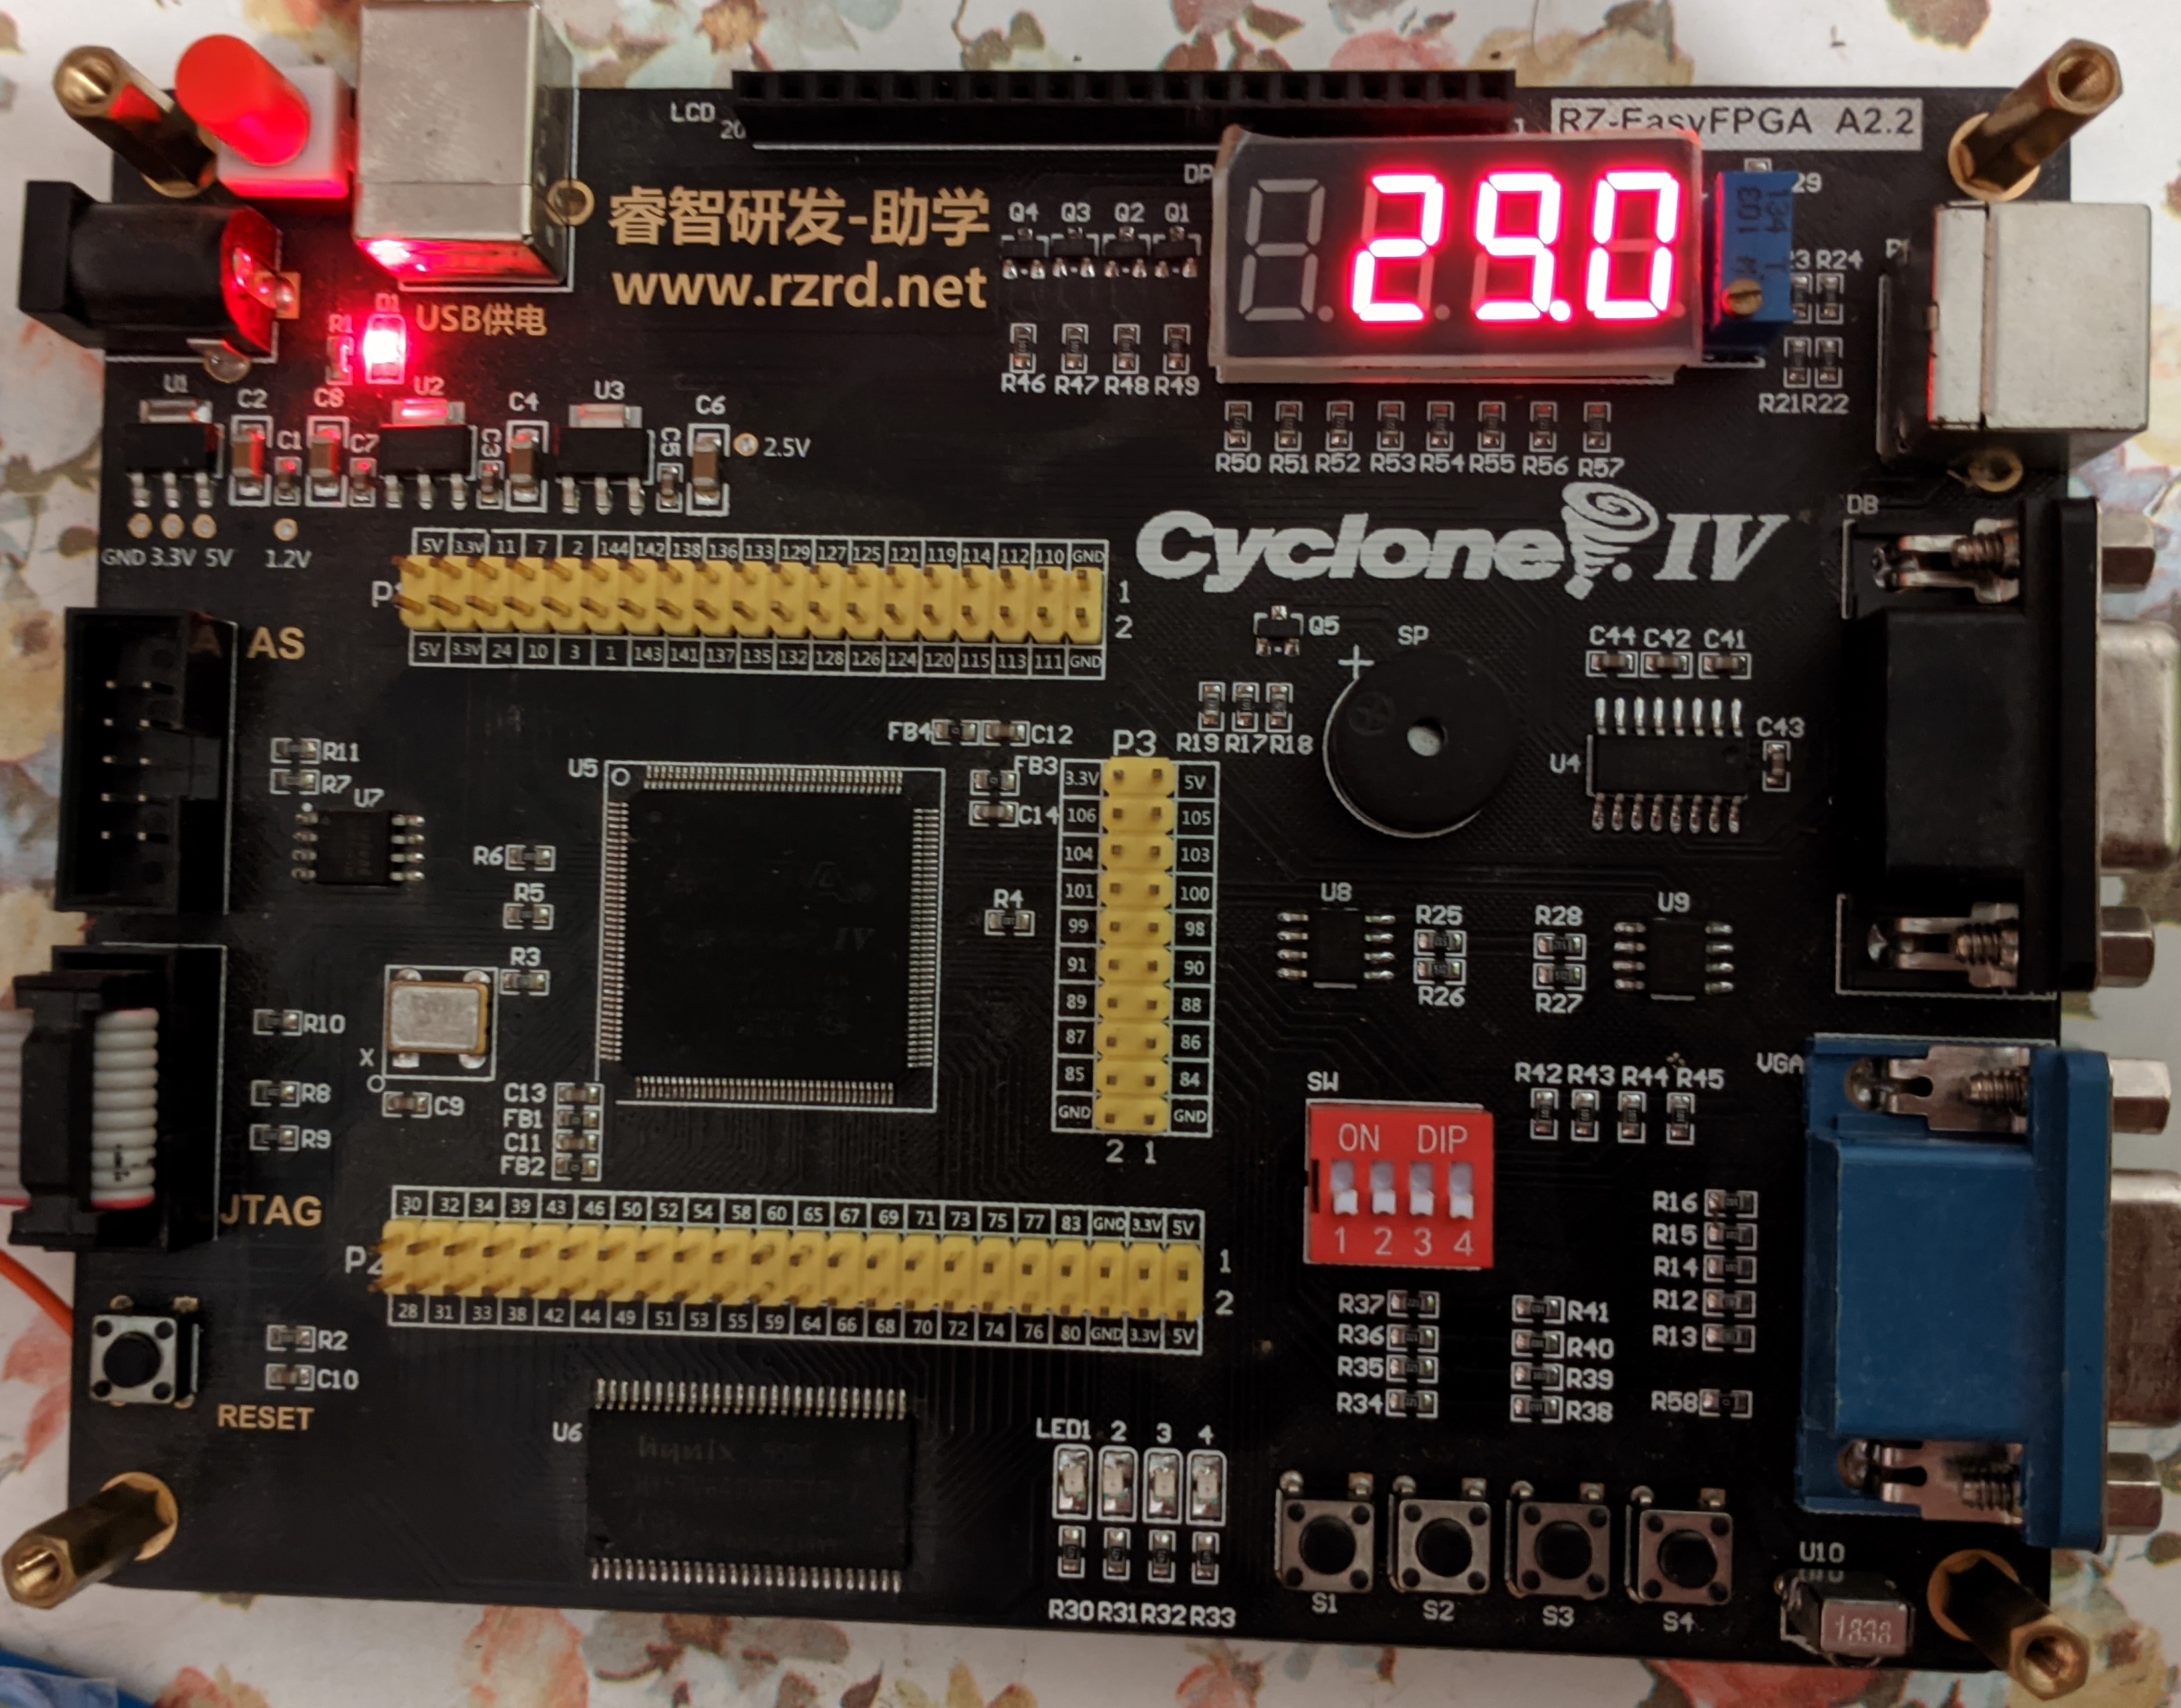 LCD
20
1
RZ-EasyFPGA A2.2
睿智研发-助学
www.rzrd.net
USB供电
Q4 Q3 Q2 Q1
29.0
103
R24
R46 R47 R48 R49
R21 R22
R50 R51 R52 R53 R54 R55 R56 R57
R1 D1
U1 C2 C8 U2 C4 U3 C6
C1 C7 C3 C5
2.5V
GND 3.3V 5V 1.2V
Cyclone IV
DB
5V 3.3V 11 7 2 144 142 138 136 133 129 127 125 121 119 114 112 110 GND
1
2
5V 3.3V 24 10 3 1 143 141 137 135 132 128 126 124 120 115 113 111 GND
AS
Q5 SP
+
C44 C42 C41
R19 R17 R18
C43
U4
R11
R7
U7
U5
FB4 C12
FB3
C14
R6
R5
R4
R3
P3
3.3V 5V
106 105
104 103
101 100
99 98
91 90
89 88
87 86
85 84
GND GND
2 1
U8 R25 R28 U9
R26 R27
R10
X
R8 C9
R9
C13
FB1
C11
FB2
SW
ON DIP
1 2 3 4
R42 R43 R44 R45
VGA
JTAG
30 32 34 39 43 46 50 52 54 58 60 65 67 69 71 73 75 77 83 GND 3.3V 5V
P2
1
2
28 31 33 38 42 44 49 51 53 55 59 64 66 68 70 72 74 76 80 GND 3.3V 5V
R16
R15
R14
R12
R13
R58
R37 R41
R36 R40
R35 R39
R34 R38
R2
C10
RESET
U6
LED1 2 3 4
R30 R31 R32 R33
S1 S2 S3 S4
U10
1838